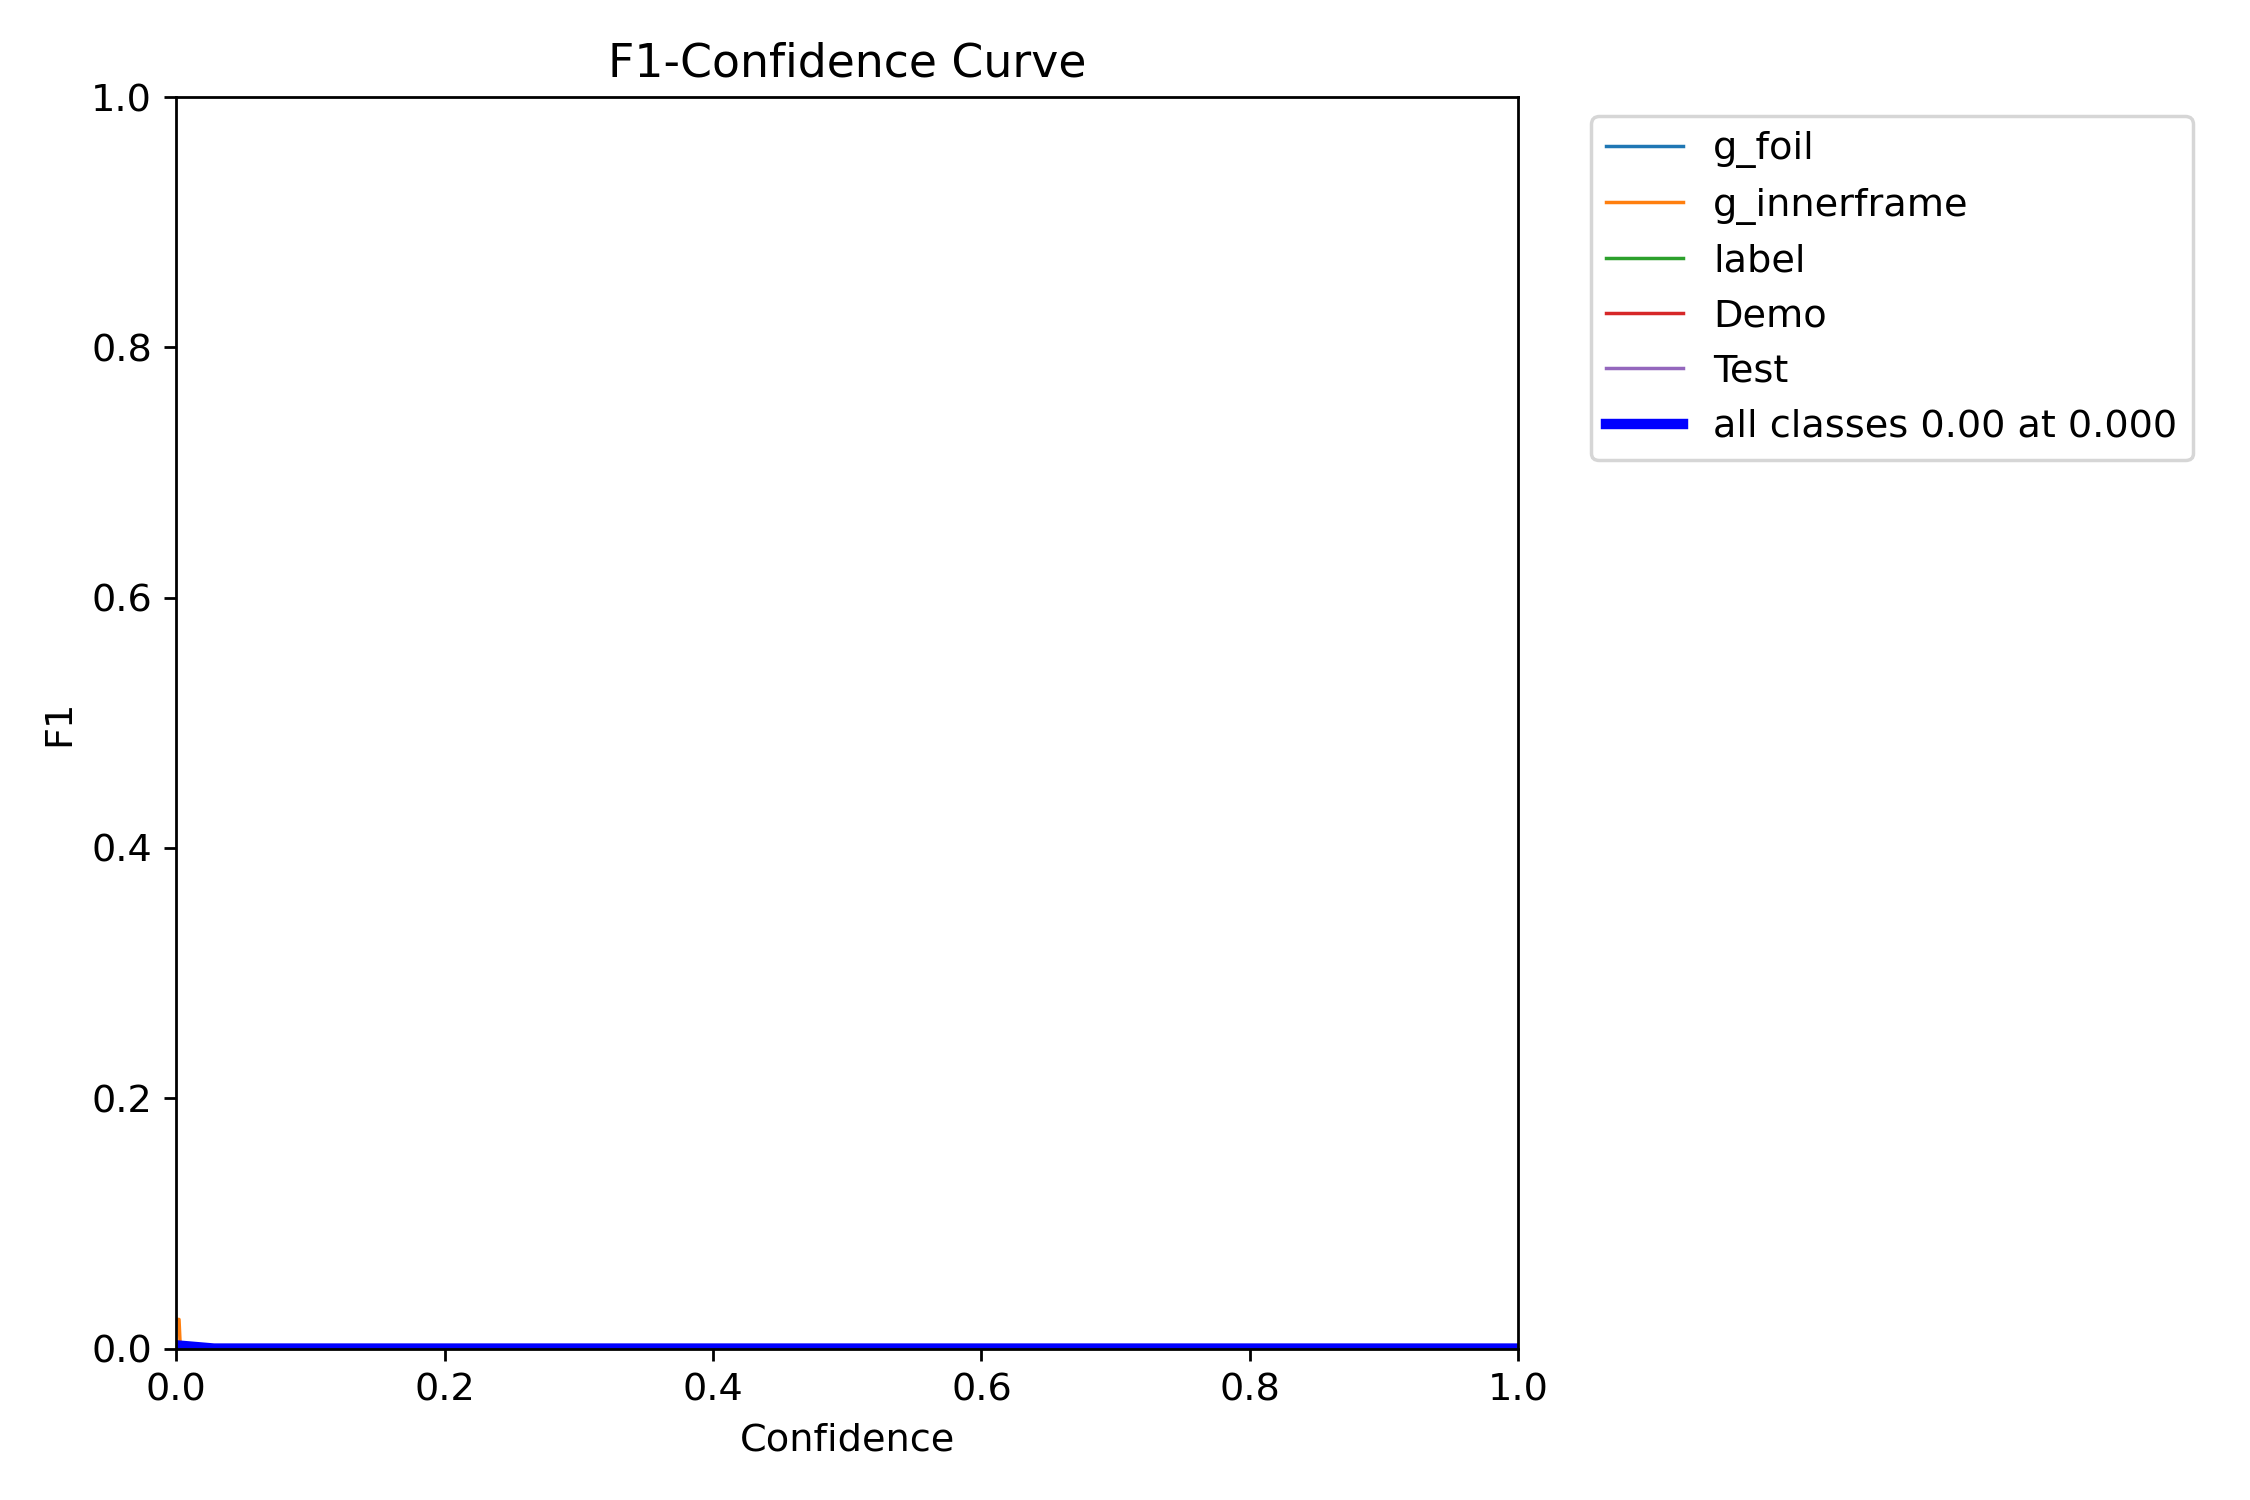 F1-Confidence Curve
1.0
0.8
0.6
0.4
0.2
0.0
F1
0.0 0.2 0.4 0.6 0.8 1.0
Confidence
g_foil
g_innerframe
label
Demo
Test
all classes 0.00 at 0.000